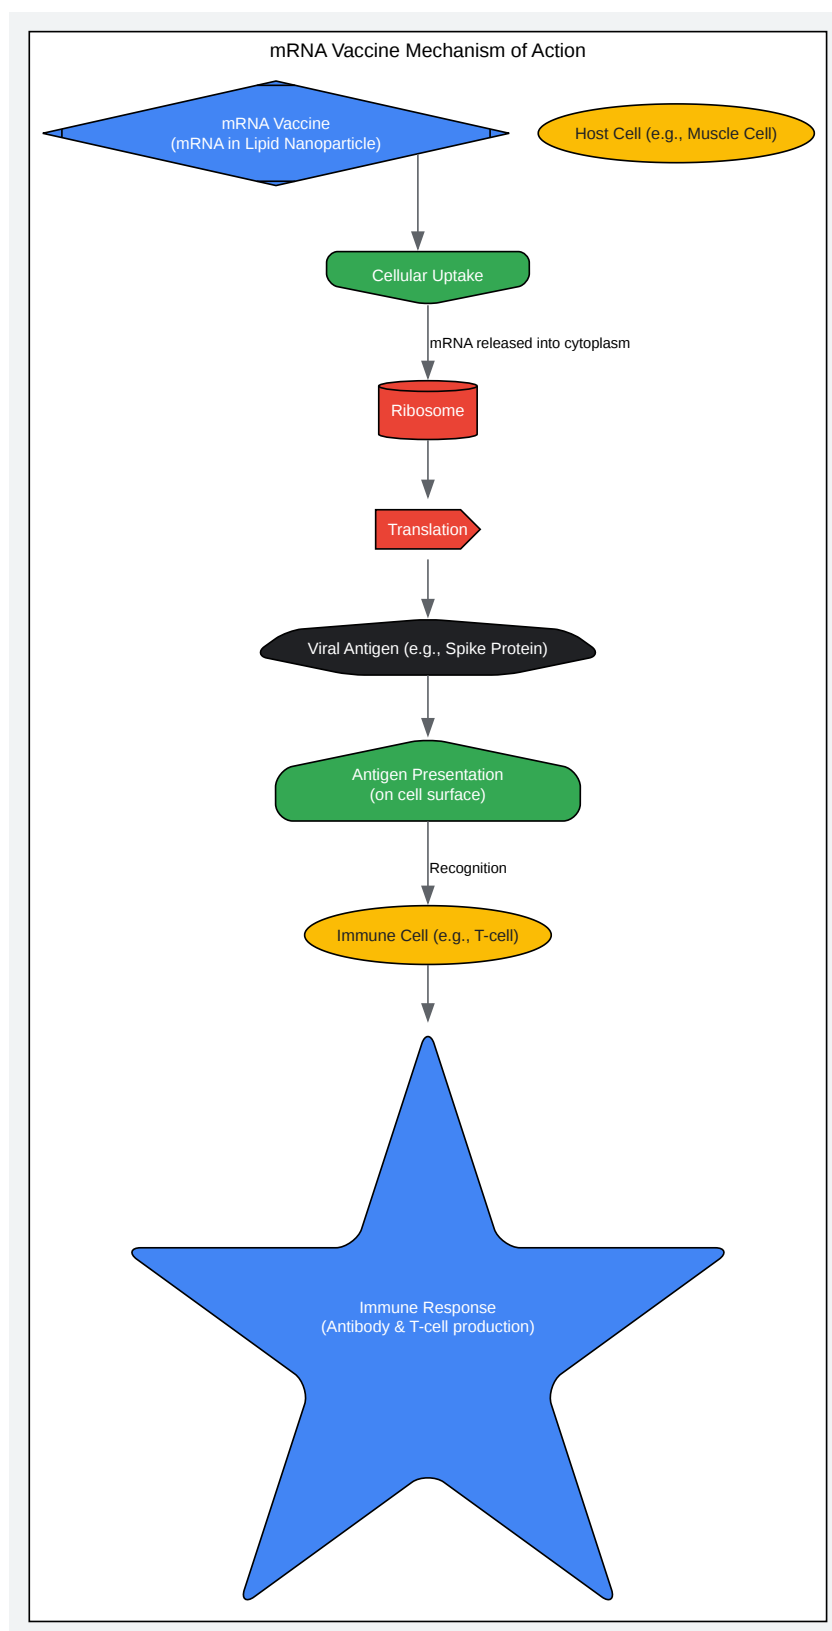 mRNA Vaccine Mechanism of Action
mRNA Vaccine
(mRNA in Lipid Nanoparticle)
Host Cell (e.g., Muscle Cell)
Cellular Uptake
mRNA released into cytoplasm
Ribosome
Translation
Viral Antigen (e.g., Spike Protein)
Antigen Presentation
(on cell surface)
Recognition
Immune Cell (e.g., T-cell)
Immune Response
(Antibody & T-cell production)